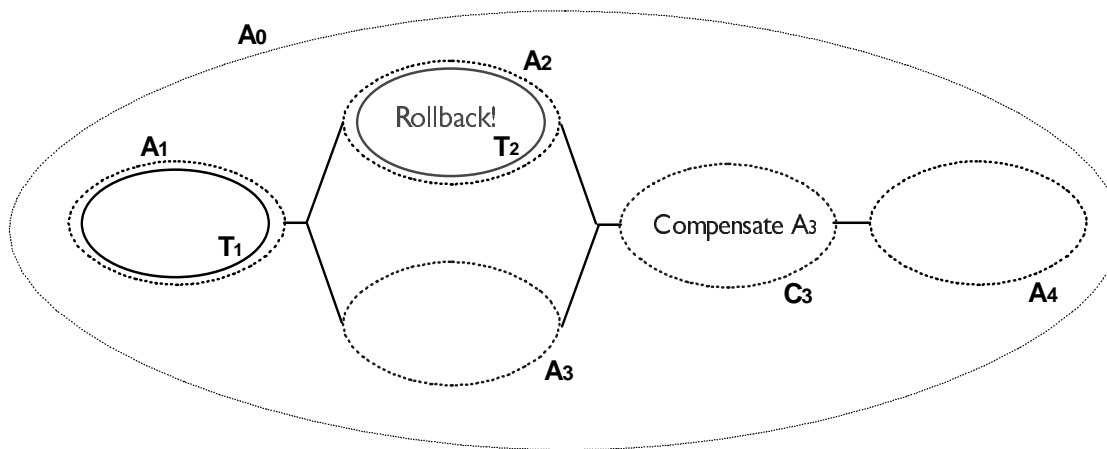 A0
A2
Rollback!
T2
A1
T1
Compensate A3
C3
A4
A3